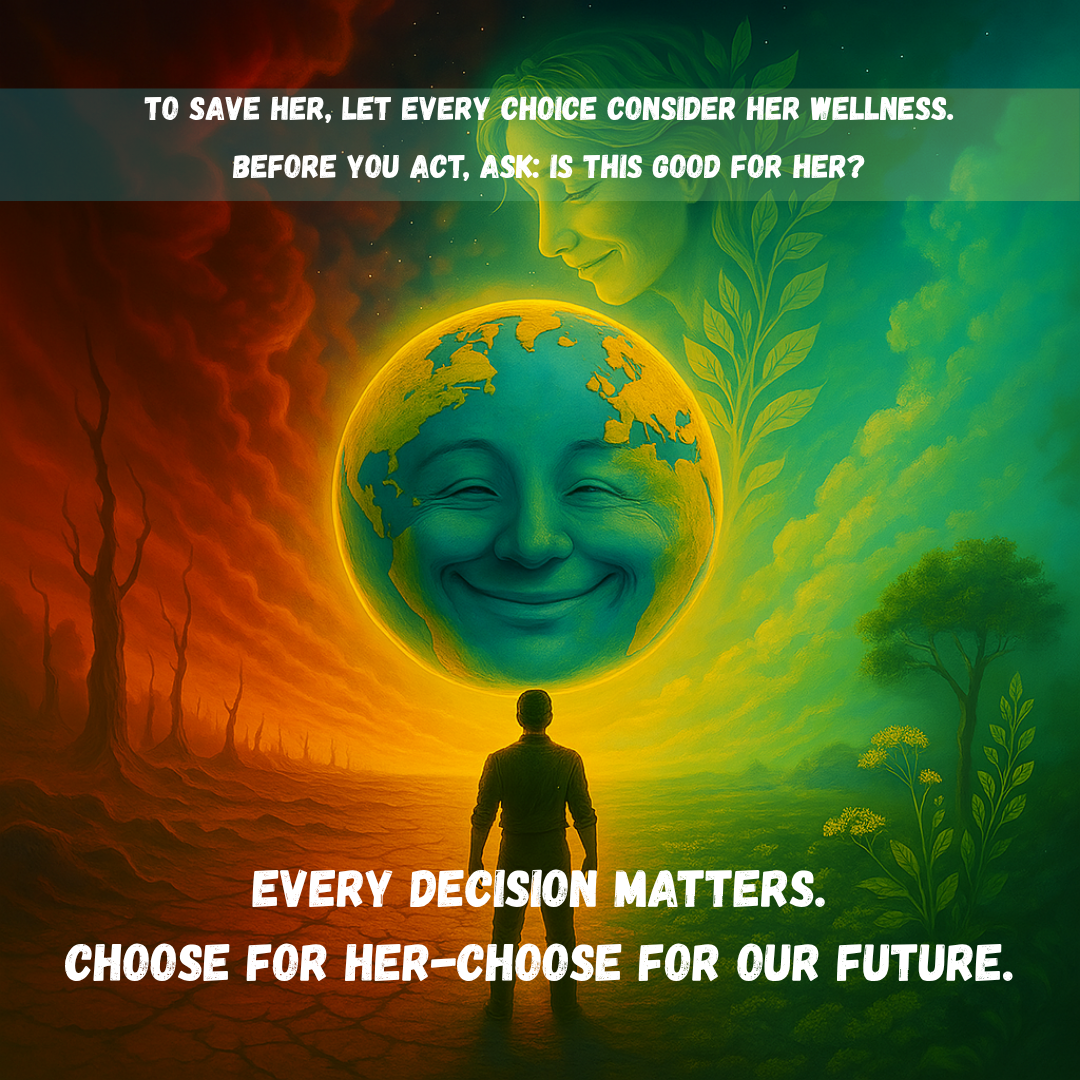 TO SAVE HER, LET EVERY CHOICE CONSIDER HER WELLNESS.
BEFORE YOU ACT, ASK: IS THIS GOOD FOR HER?
EVERY DECISION MATTERS.
CHOOSE FOR HER–CHOOSE FOR OUR FUTURE.